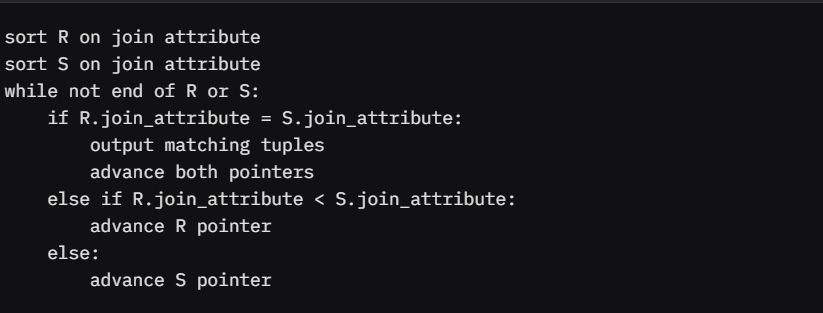 sort R on join attribute
sort S on join attribute
while not end of R or S:
    if R.join_attribute = S.join_attribute:
        output matching tuples
        advance both pointers
    else if R.join_attribute < S.join_attribute:
        advance R pointer
    else:
        advance S pointer